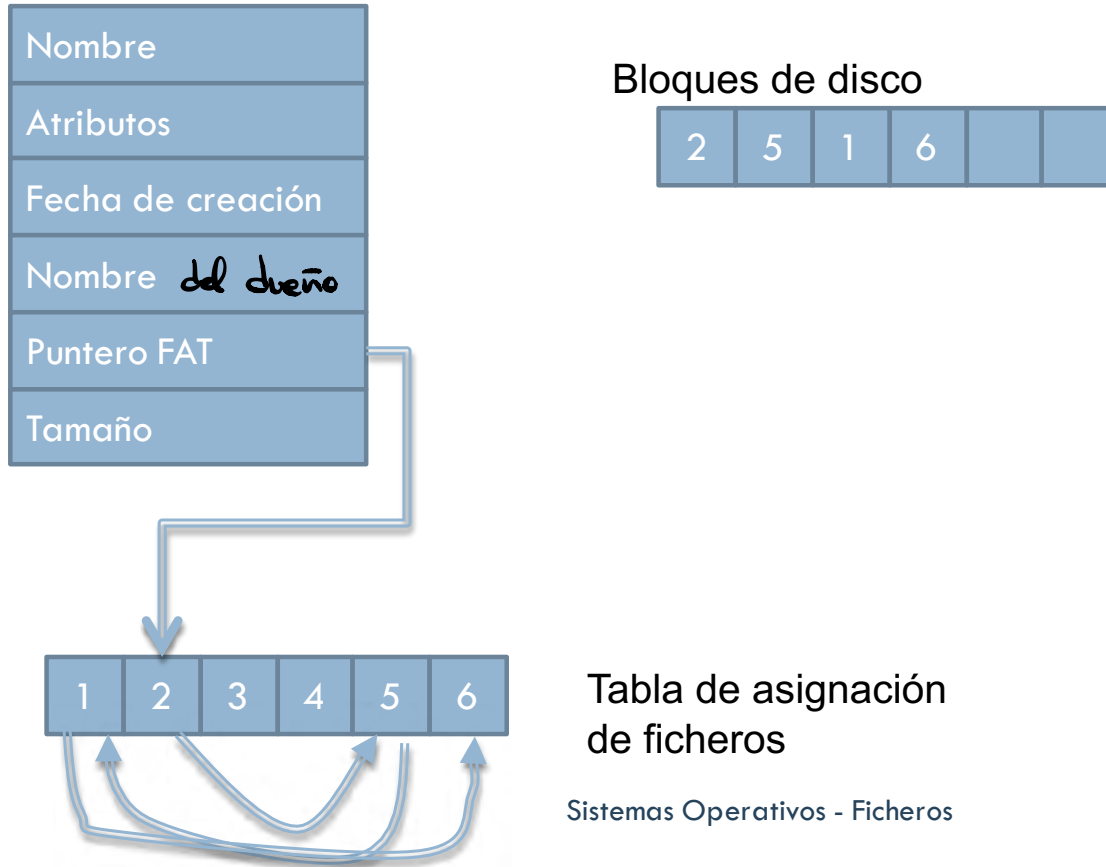 Nombre
Atributos
Fecha de creación
Nombre del dueño
Puntero FAT
Tamaño
Bloques de disco
2 5 1 6
1 2 3 4 5 6
Tabla de asignación
de ficheros
Sistemas Operativos - Ficheros